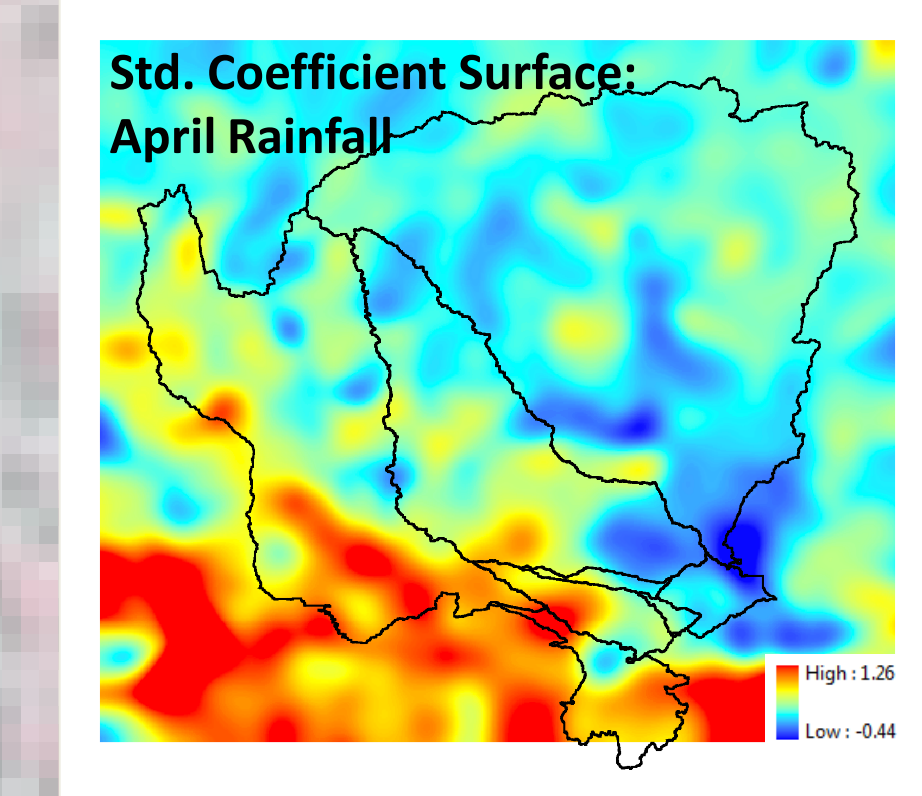 Std. Coefficient Surface:
April Rainfall
High : 1.26
Low : -0.44